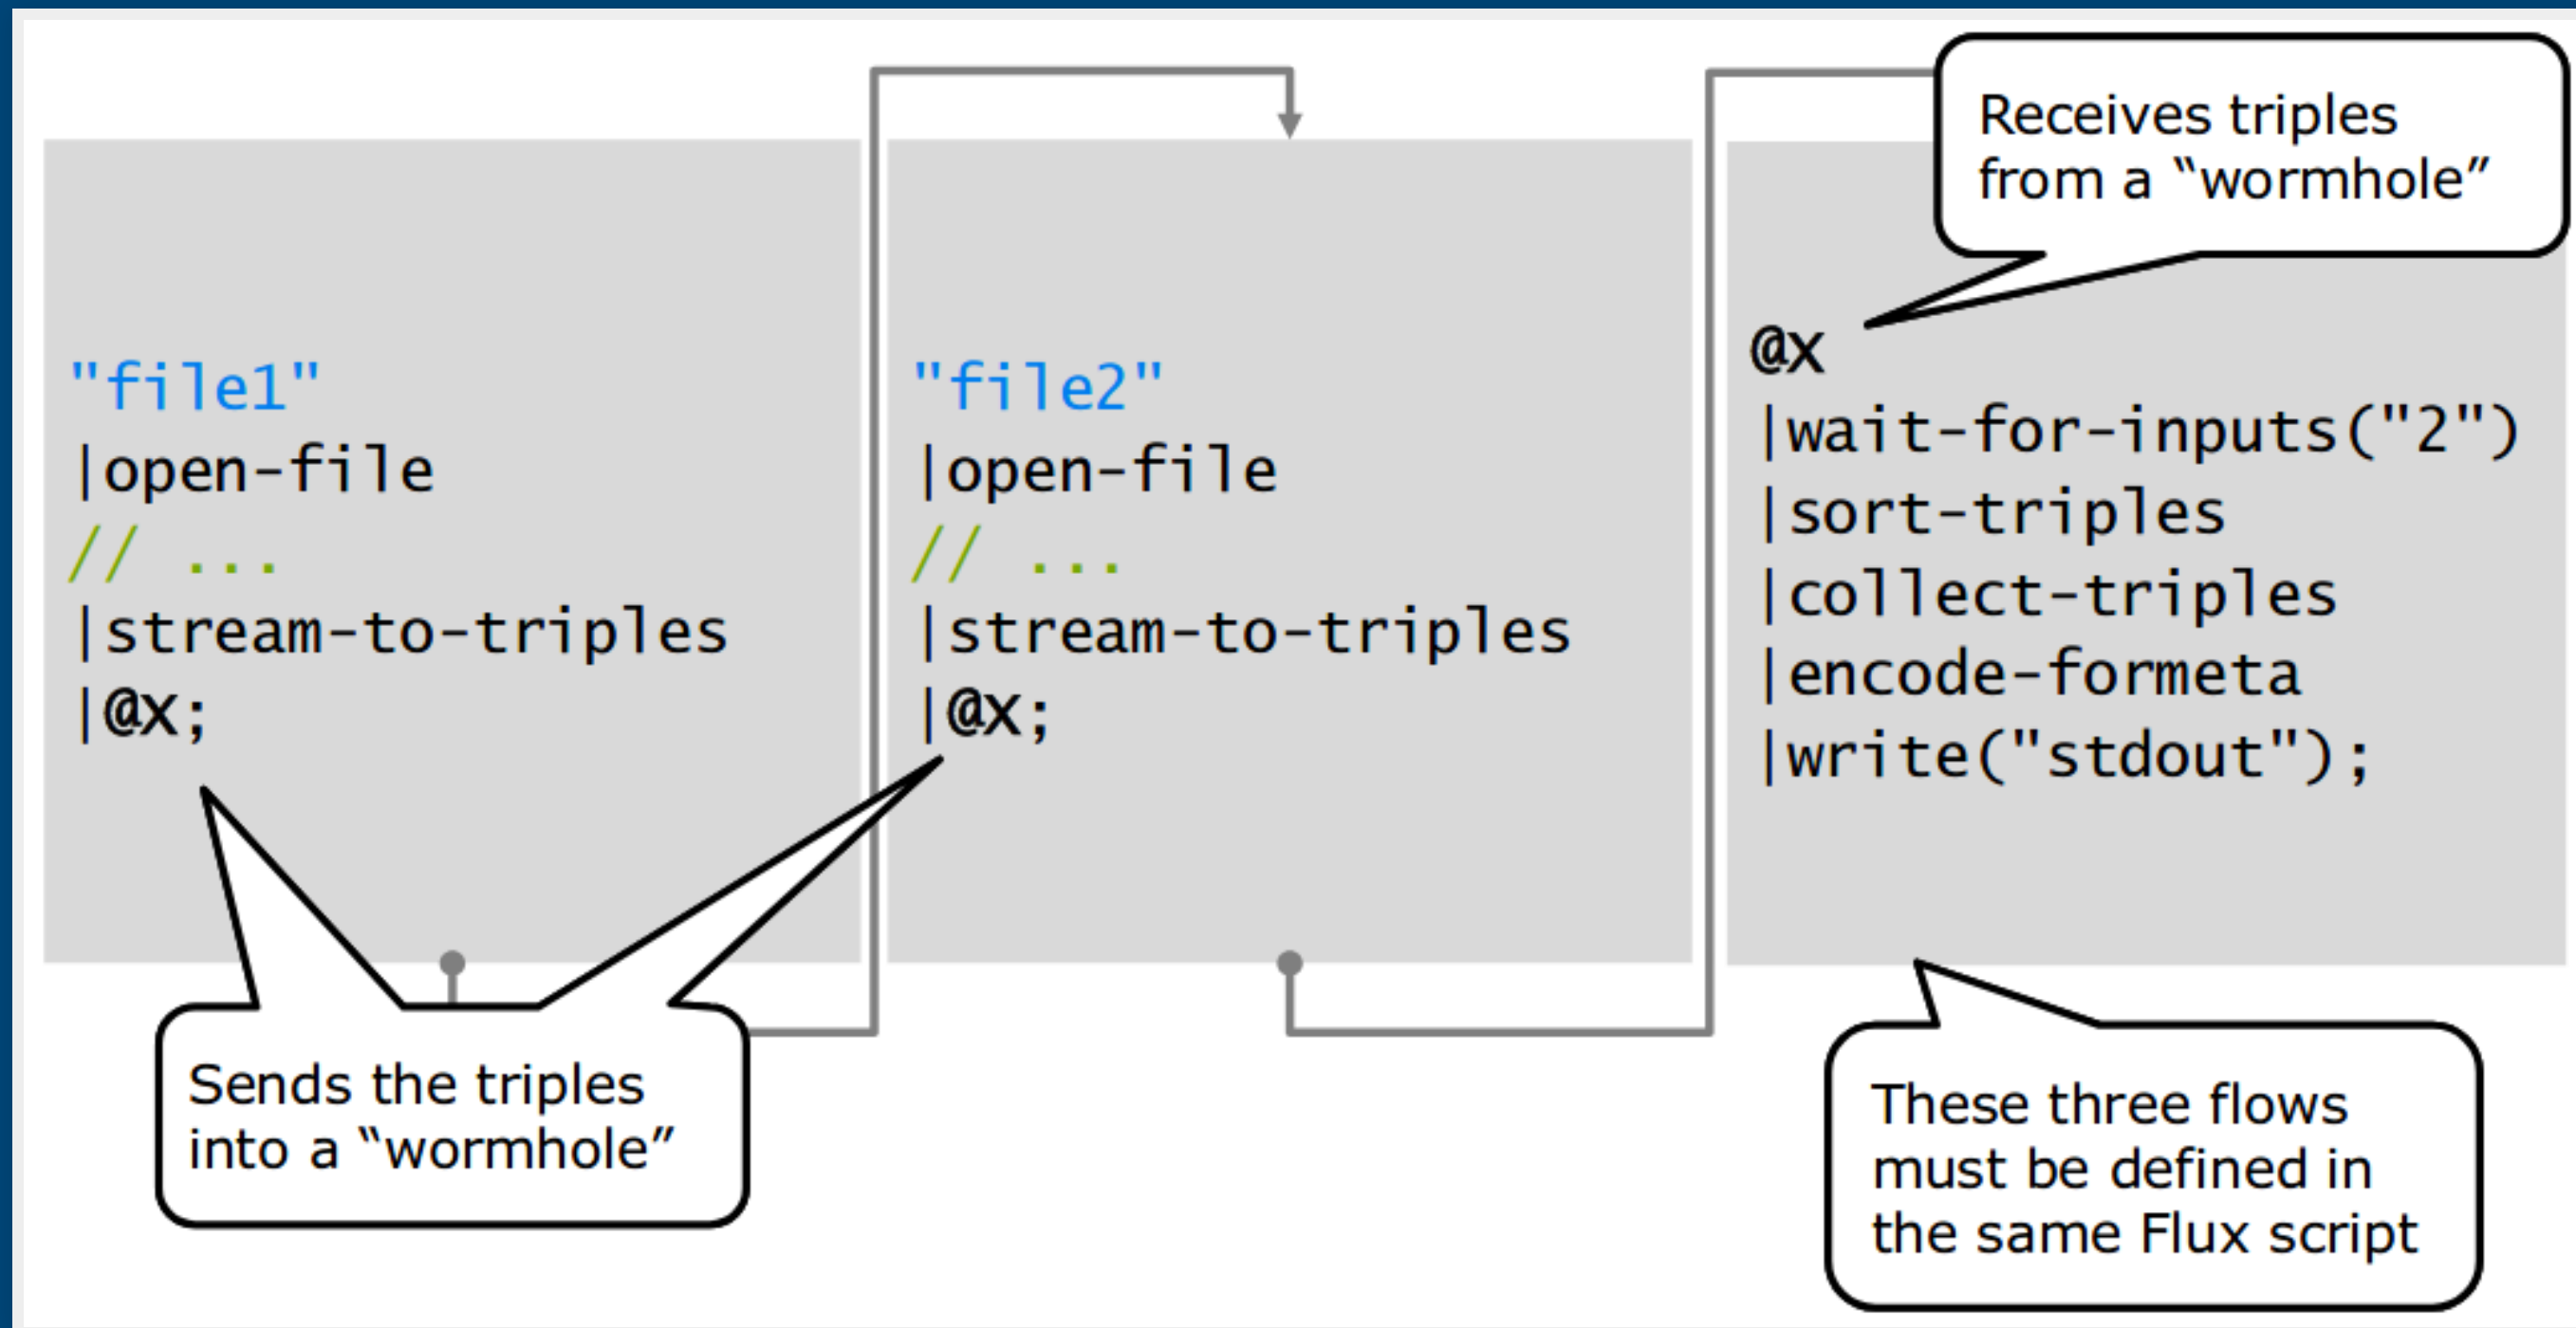 "file1"
|open-file
// ...
|stream-to-triples
|@x;
Sends the triples
into a “wormhole”
"file2"
|open-file
// ...
|stream-to-triples
|@x;
Receives triples
from a “wormhole”
@x
|wait-for-inputs("2")
|sort-triples
|collect-triples
|encode-formeta
|write("stdout");
These three flows
must be defined in
the same Flux script